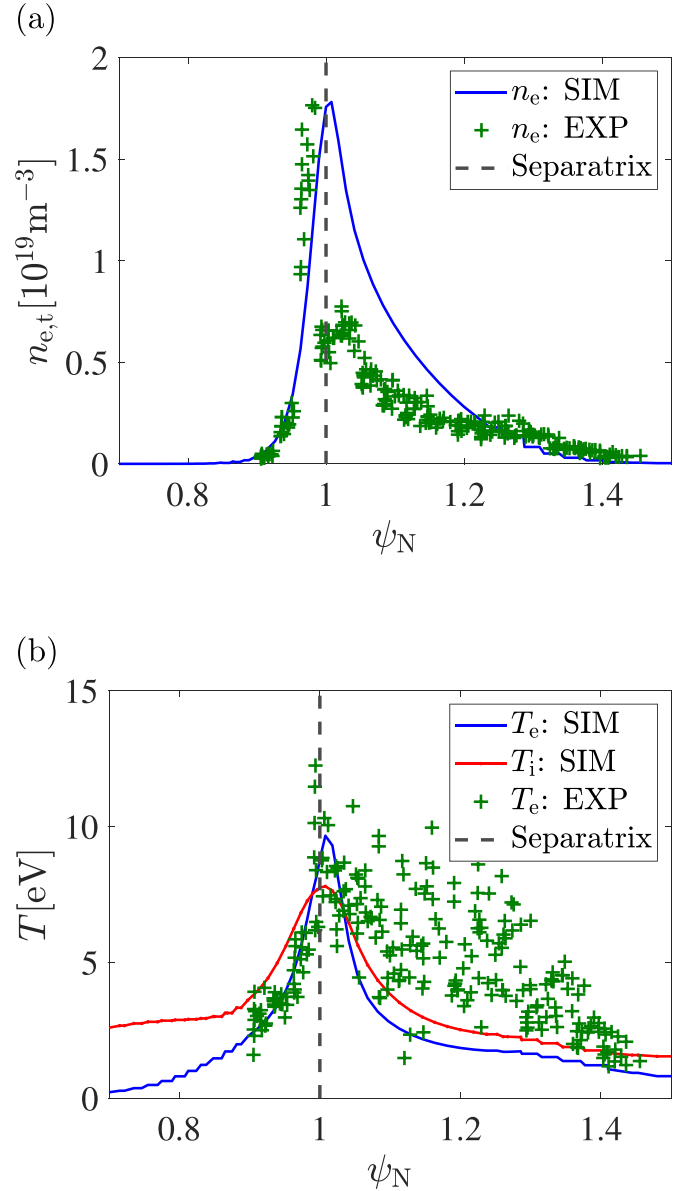 (a)
2
1.5
1
0.5
0
n_e,t [10^19 m^−3]
n_e: SIM
n_e: EXP
Separatrix
0.8 1 1.2 1.4
ψ_N
(b)
15
10
5
0
T [eV]
T_e: SIM
T_i: SIM
T_e: EXP
Separatrix
0.8 1 1.2 1.4
ψ_N